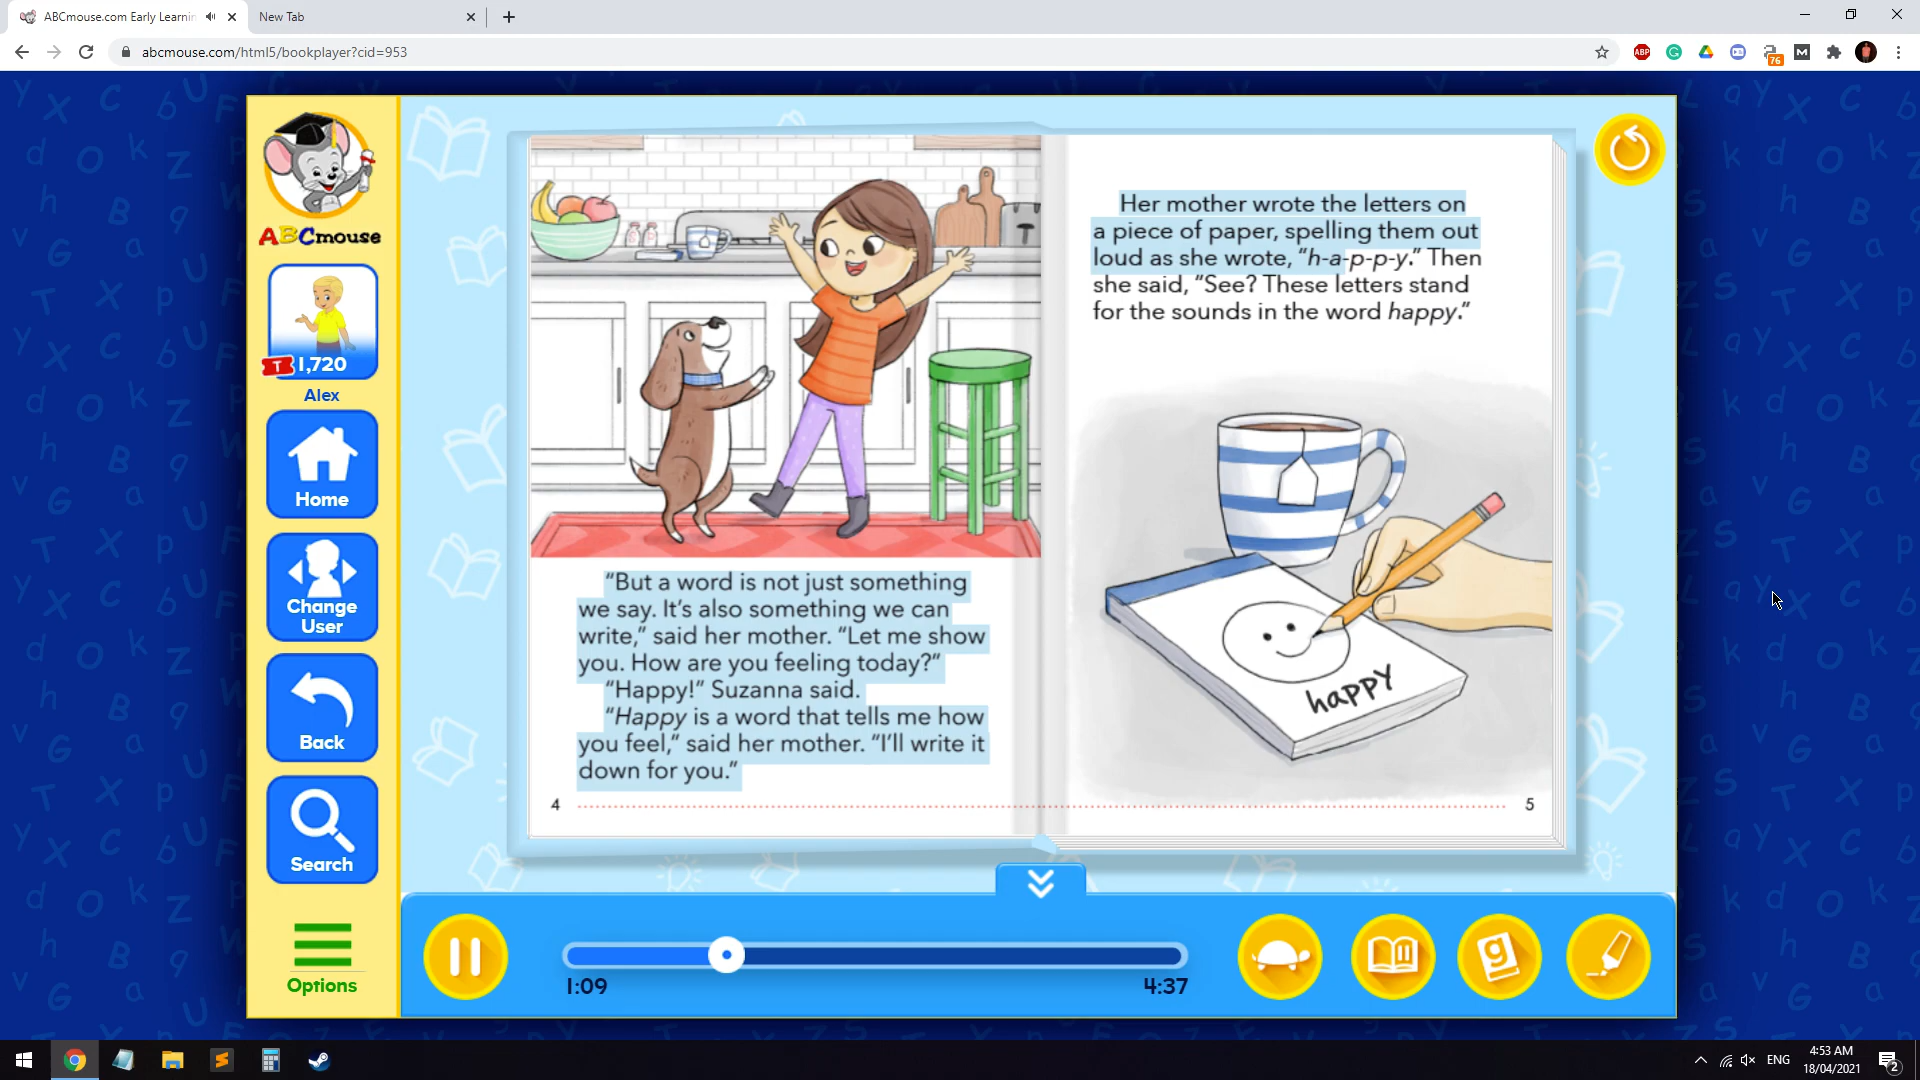 ABCmouse.com Early Learnin
New Tab
abcmouse.com/html5/bookplayer?cid=953
ABP
76
ABCmouse
T 1,720
Alex
Home
Change
User
Back
Search
Options
“But a word is not just something
we say. It’s also something we can
write,” said her mother. “Let me show
you. How are you feeling today?”
“Happy!” Suzanna said.
“Happy is a word that tells me how
you feel,” said her mother. “I’ll write it
down for you.”
4
Her mother wrote the letters on
a piece of paper, spelling them out
loud as she wrote, “h-a-p-p-y.” Then
she said, “See? These letters stand
for the sounds in the word happy.”
happy
5
1:09
4:37
g
ENG
4:53 AM
18/04/2021
2